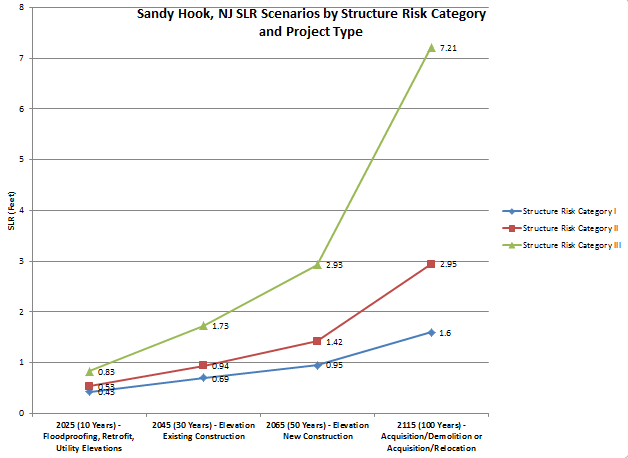 Sandy Hook, NJ SLR Scenarios by Structure Risk Category
and Project Type
8
7
6
5
4
3
2
1
0
SLR (Feet)
7.21
2.95
1.6
2.93
1.42
0.95
1.73
0.94
0.69
0.83
0.53
0.43
Structure Risk Category I
Structure Risk Category II
Structure Risk Category III
2025 (10 Years) -
Floodproofing, Retrofit,
Utility Elevations
2045 (30 Years) - Elevation
Existing Construction
2065 (50 Years) - Elevation
New Construction
2115 (100 Years) -
Acquisition/Demolition or
Acquisition/Relocation